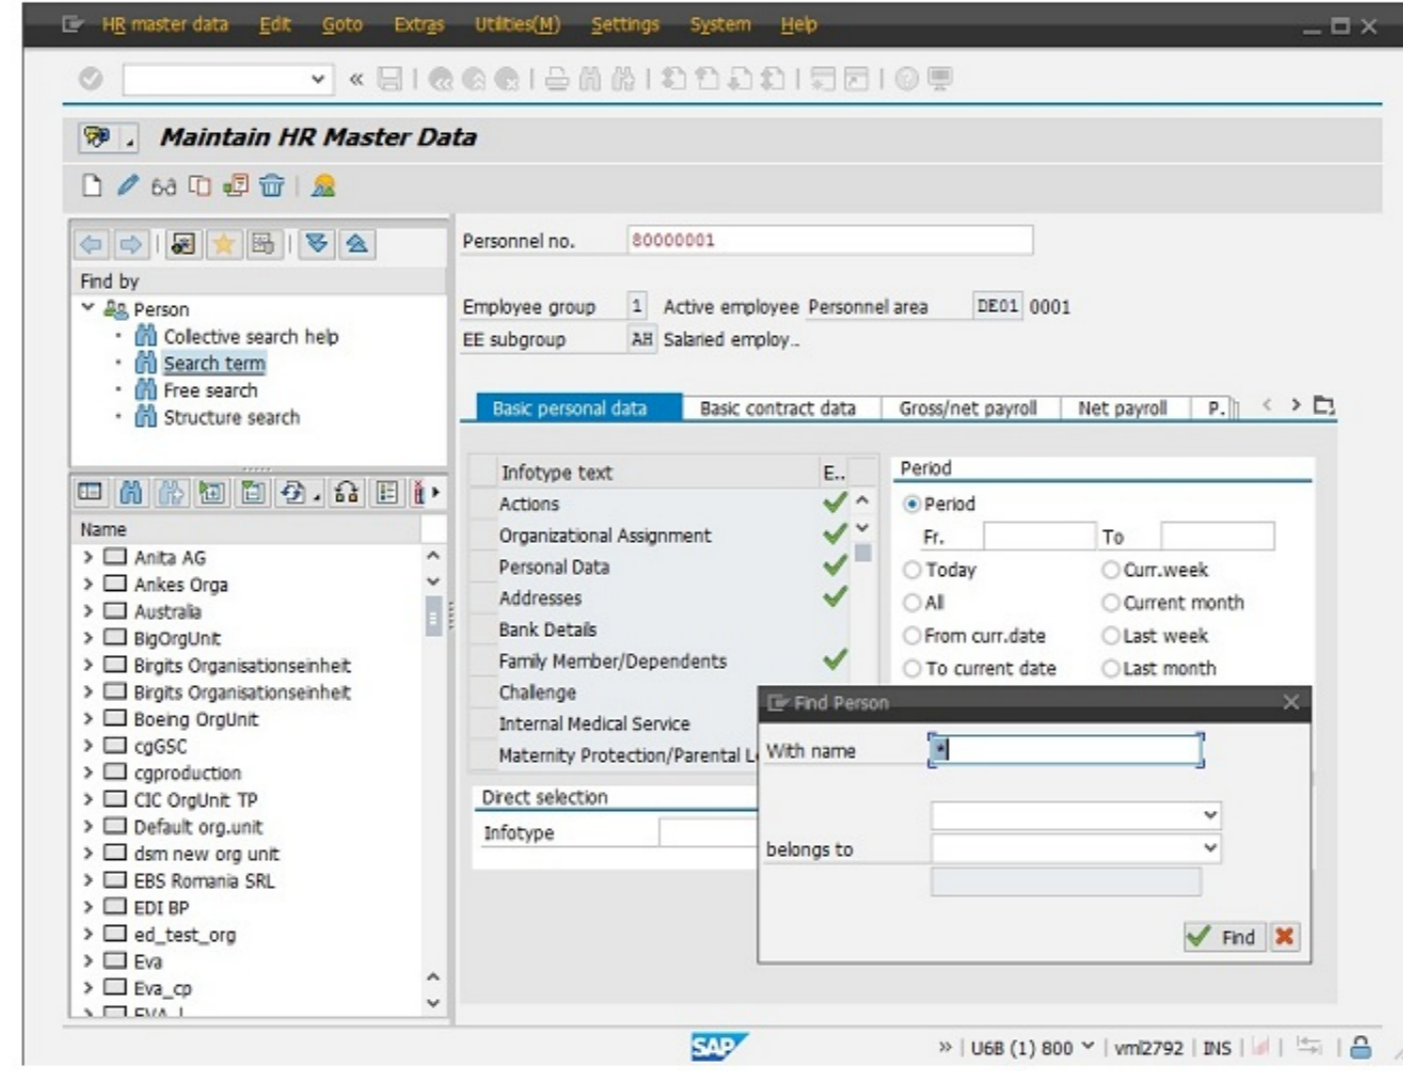 HR master data Edit Goto Extras Utilities(M) Settings System Help
Maintain HR Master Data
Personnel no. 80000001
Find by
Person
Collective search help
Search term
Free search
Structure search
Employee group 1 Active employee Personnel area DE01 0001
EE subgroup AH Salaried employ..
Basic personal data Basic contract data Gross/net payroll Net payroll P.
Infotype text E..
Actions
Organizational Assignment
Personal Data
Addresses
Bank Details
Family Member/Dependents
Challenge
Internal Medical Service
Maternity Protection/Parental L
Period
Period
Fr. To
Today Curr.week
All Current month
From curr.date Last week
To current date Last month
Name
Anita AG
Ankes Orga
Australia
BigOrgUnit
Birgits Organisationseinheit
Birgits Organisationseinheit
Boeing OrgUnit
cgGSC
cgproduction
CIC OrgUnit TP
Default org.unit
dsm new org unit
EBS Romania SRL
EDI BP
ed_test_org
Eva
Eva_cp
Direct selection
Infotype
Find Person
With name *
belongs to
Find
SAP
U6B (1) 800 vml2792 INS